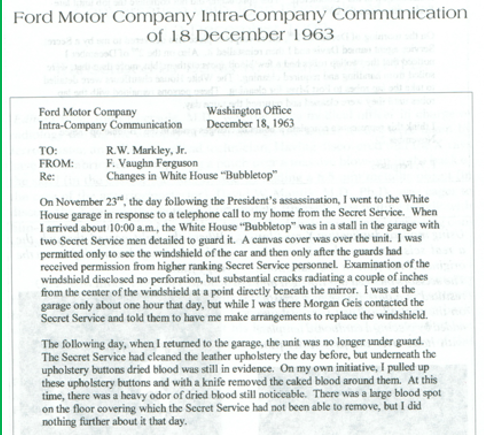 Ford Motor Company Intra-Company Communication
of 18 December 1963
Ford Motor Company Washington Office
Intra-Company Communication December 18, 1963
TO: R.W. Markley, Jr.
FROM: F. Vaughn Ferguson
Re: Changes in White House “Bubbletop”
On November 23rd, the day following the President's assassination, I went to the White
House garage in response to a telephone call to my home from the Secret Service. When
I arrived about 10:00 a.m., the White House “Bubbletop” was in a stall in the garage with
two Secret Service men detailed to guard it. A canvas cover was over the unit. I was
permitted only to see the windshield of the car and then only after the guards had
received permission from higher ranking Secret Service personnel. Examination of the
windshield disclosed no perforation, but substantial cracks radiating a couple of inches
from the center of the windshield at a point directly beneath the mirror. I was at the
garage only about one hour that day, but while I was there Morgan Geis contacted the
Secret Service and told them to have me make arrangements to replace the windshield.
The following day, when I returned to the garage, the unit was no longer under guard.
The Secret Service had cleaned the leather upholstery the day before, but underneath the
upholstery buttons dried blood was still in evidence. On my own initiative, I pulled up
these upholstery buttons and with a knife removed the caked blood around them. At this
time, there was a heavy odor of dried blood still noticeable. There was a large blood spot
on the floor covering which the Secret Service had not been able to remove, but I did
nothing further about it that day.